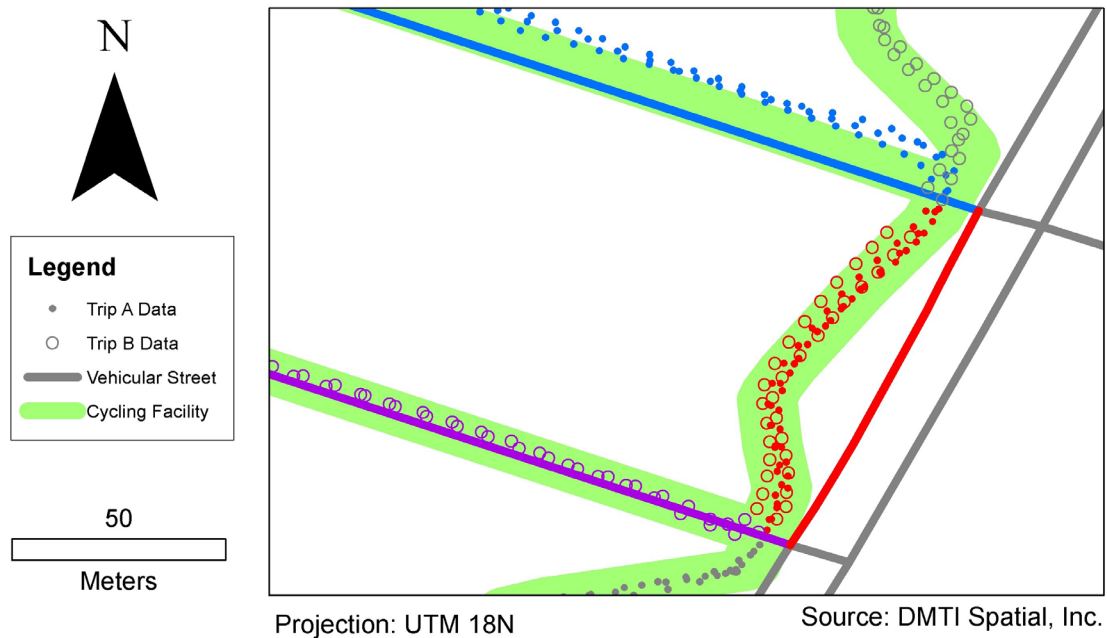 N
Legend
Trip A Data
Trip B Data
Vehicular Street
Cycling Facility
50
Meters
Projection: UTM 18N
Source: DMTI Spatial, Inc.